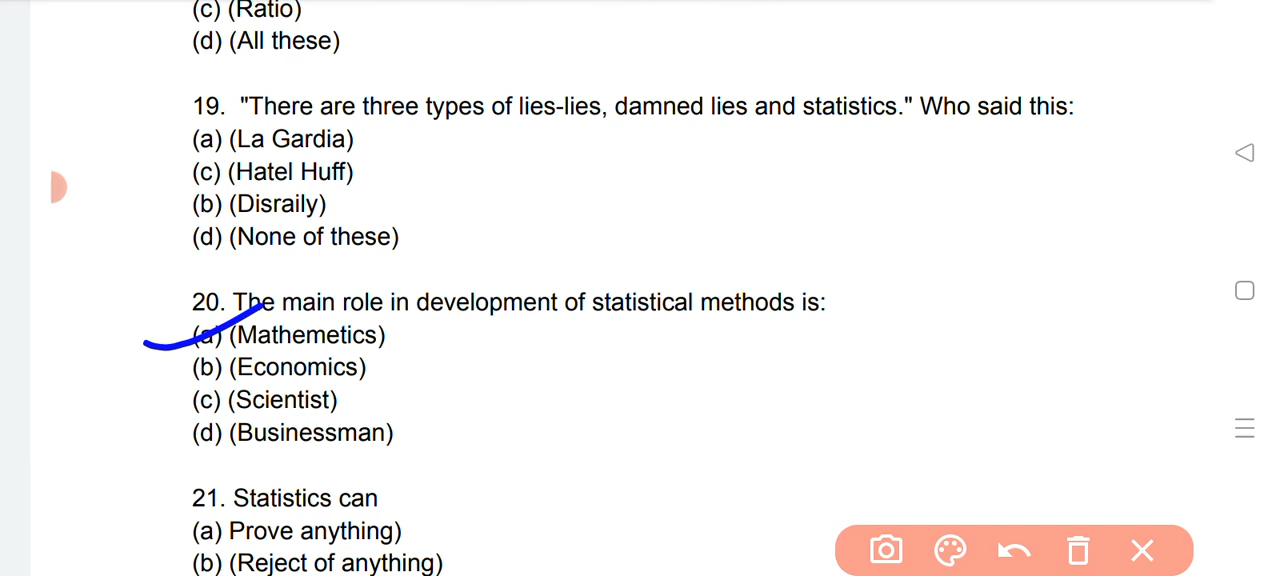 (c) (Ratio)
(d) (All these)
19. "There are three types of lies-lies, damned lies and statistics." Who said this:
(a) (La Gardia)
(c) (Hatel Huff)
(b) (Disraily)
(d) (None of these)
20. The main role in development of statistical methods is:
(a) (Mathemetics)
(b) (Economics)
(c) (Scientist)
(d) (Businessman)
21. Statistics can
(a) Prove anything)
(b) (Reject of anything)